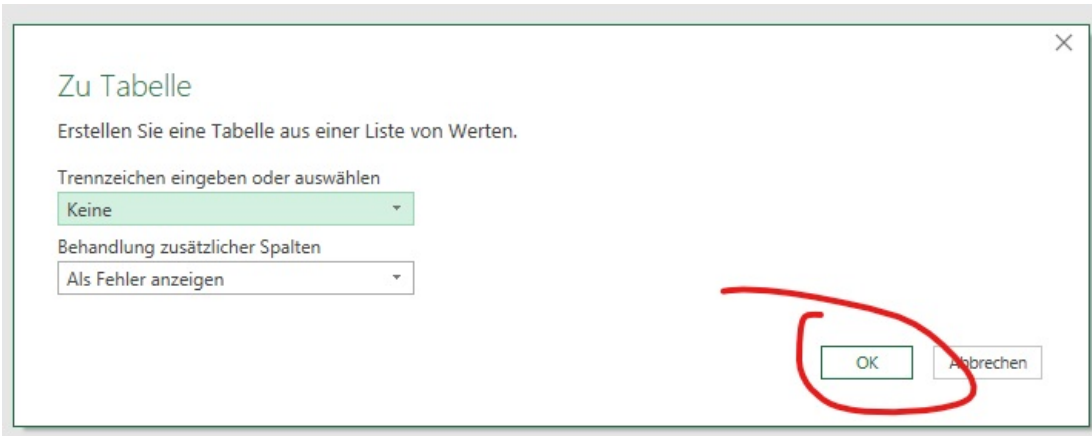 Zu Tabelle
Erstellen Sie eine Tabelle aus einer Liste von Werten.
Trennzeichen eingeben oder auswählen
Keine
Behandlung zusätzlicher Spalten
Als Fehler anzeigen
OK Abbrechen